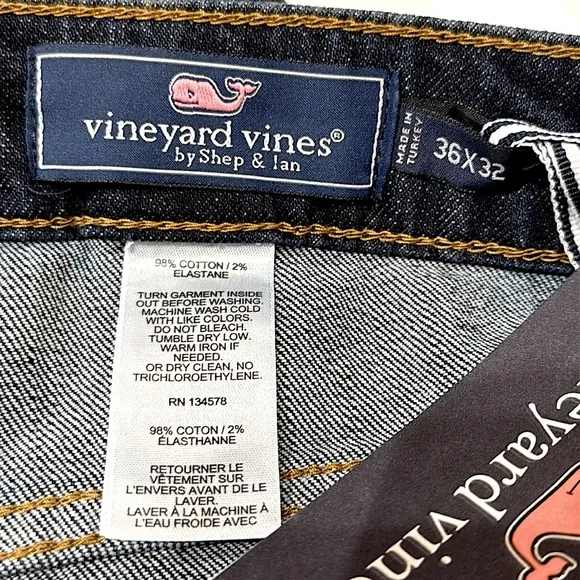 vineyard vines®
by Shep & Ian
MADE IN
TURKEY
36X32
98% COTTON / 2%
ELASTANE
TURN GARMENT INSIDE
OUT BEFORE WASHING.
MACHINE WASH COLD
WITH LIKE COLORS.
DO NOT BLEACH.
TUMBLE DRY LOW.
WARM IRON IF
NEEDED.
OR DRY CLEAN, NO
TRICHLOROETHYLENE.
RN 134578
98% COTTON / 2%
ÉLASTHANNE
RETOURNER LE
VÊTEMENT SUR
L'ENVERS AVANT DE LE
LAVER.
LAVER À LA MACHINE À
L'EAU FROIDE AVEC
eyard vine